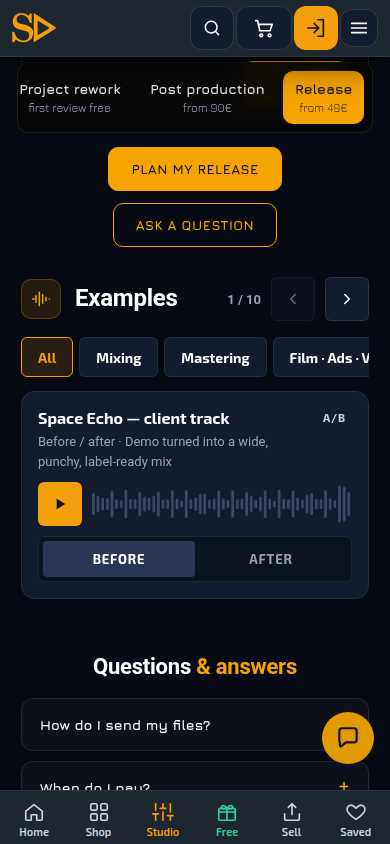 Project rework
Post production
Release
first review free
from 90€
from 49€
PLAN MY RELEASE
ASK A QUESTION
Examples
1 / 10
All
Mixing
Mastering
Film · Ads · V
Space Echo — client track
A/B
Before / after · Demo turned into a wide,
punchy, label-ready mix
BEFORE
AFTER
Questions & answers
How do I send my files?
When do I pay?
+
Home
Shop
Studio
Free
Sell
Saved